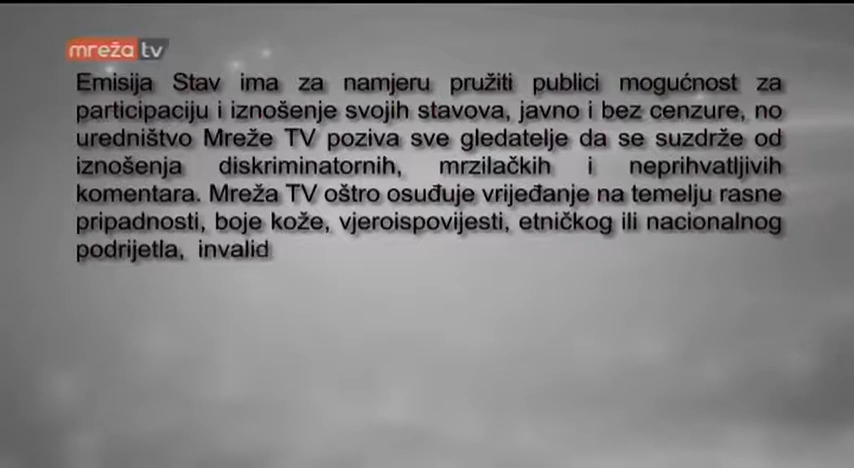 mreža tv
Emisija Stav ima za namjeru pružiti publici mogućnost za
participaciju i iznošenje svojih stavova, javno i bez cenzure, no
uredništvo Mreže TV poziva sve gledatelje da se suzdrže od
iznošenja diskriminatornih, mrzilačkih i neprihvatljivih
komentara. Mreža TV oštro osuđuje vrijeđanje na temelju rasne
pripadnosti, boje kože, vjeroispovijesti, etničkog ili nacionalnog
podrijetla, invalid